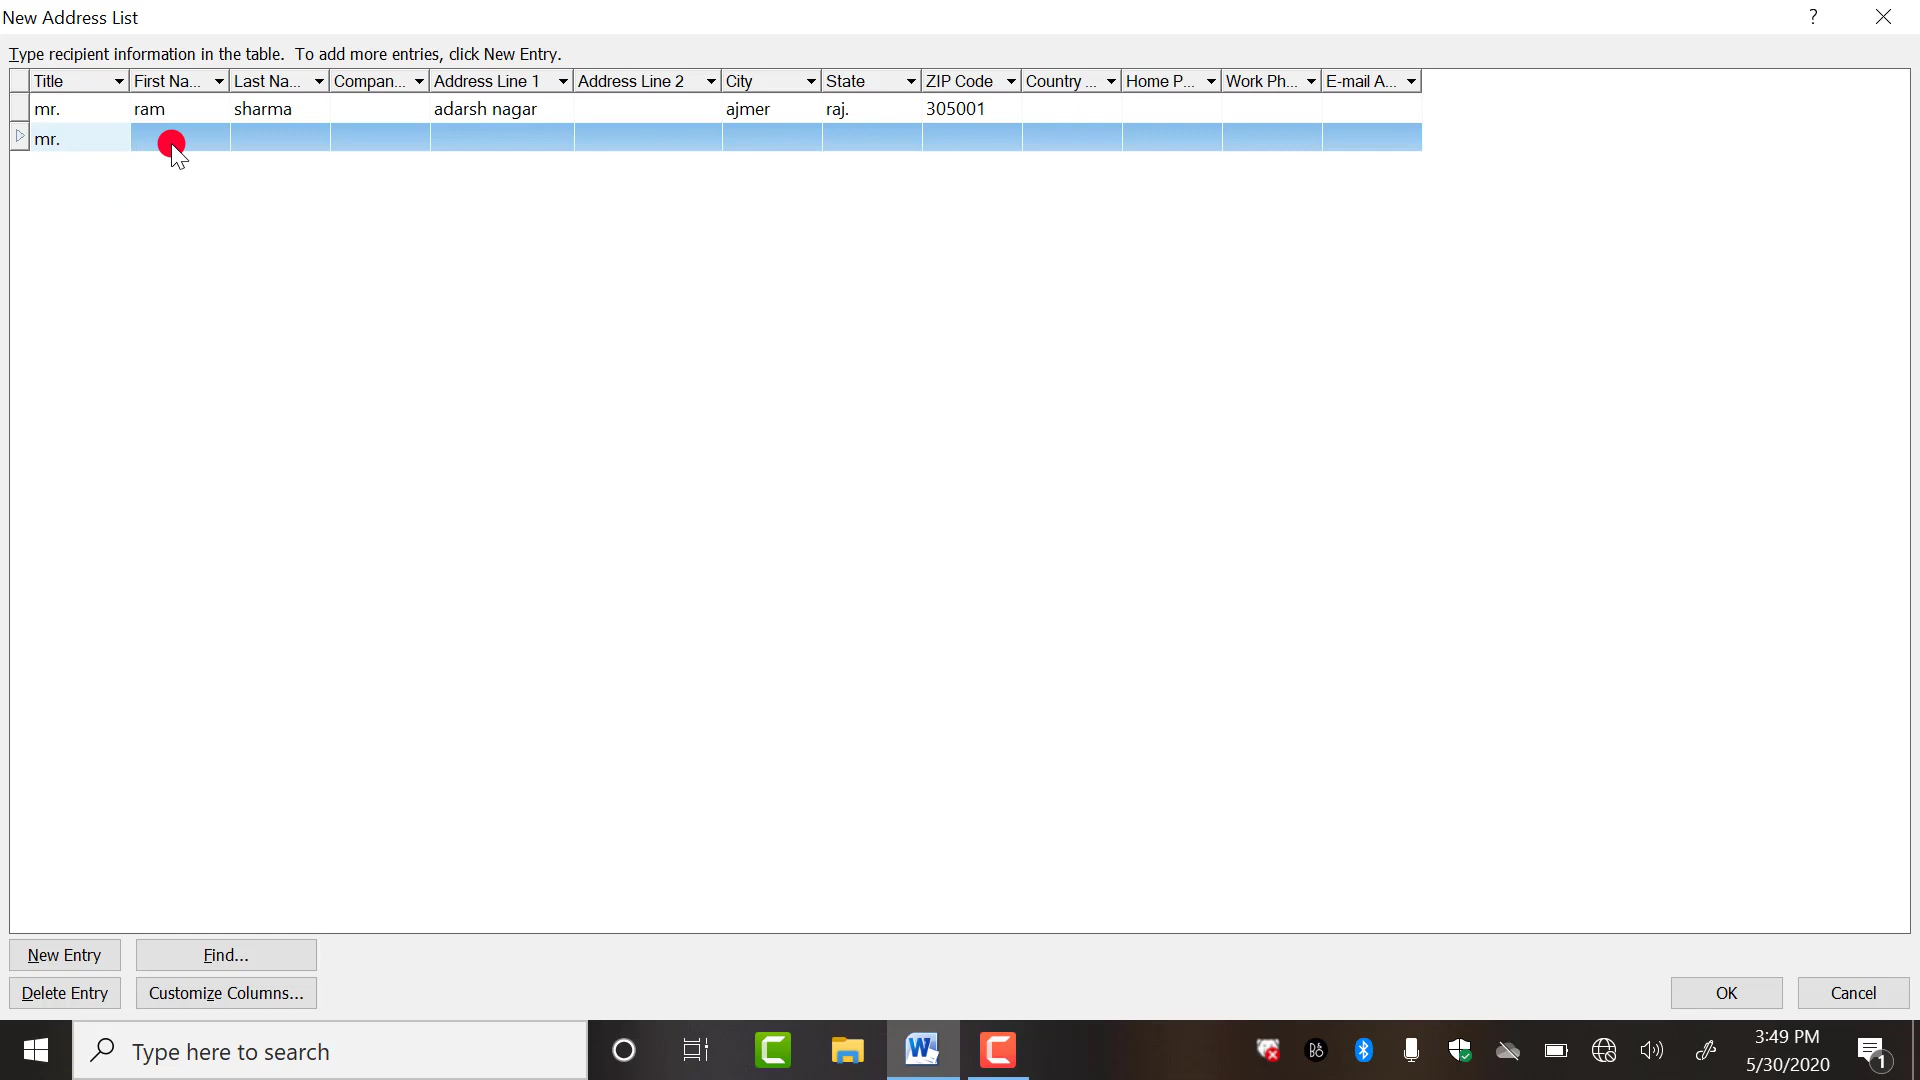 New Address List
Type recipient information in the table. To add more entries, click New Entry.
Title First Na... Last Na... Compan... Address Line 1 Address Line 2 City State ZIP Code Country ... Home P... Work Ph... E-mail A...
mr. ram sharma adarsh nagar ajmer raj. 305001
mr.
New Entry Find...
Delete Entry Customize Columns... OK Cancel
Type here to search
3:49 PM
5/30/2020
1